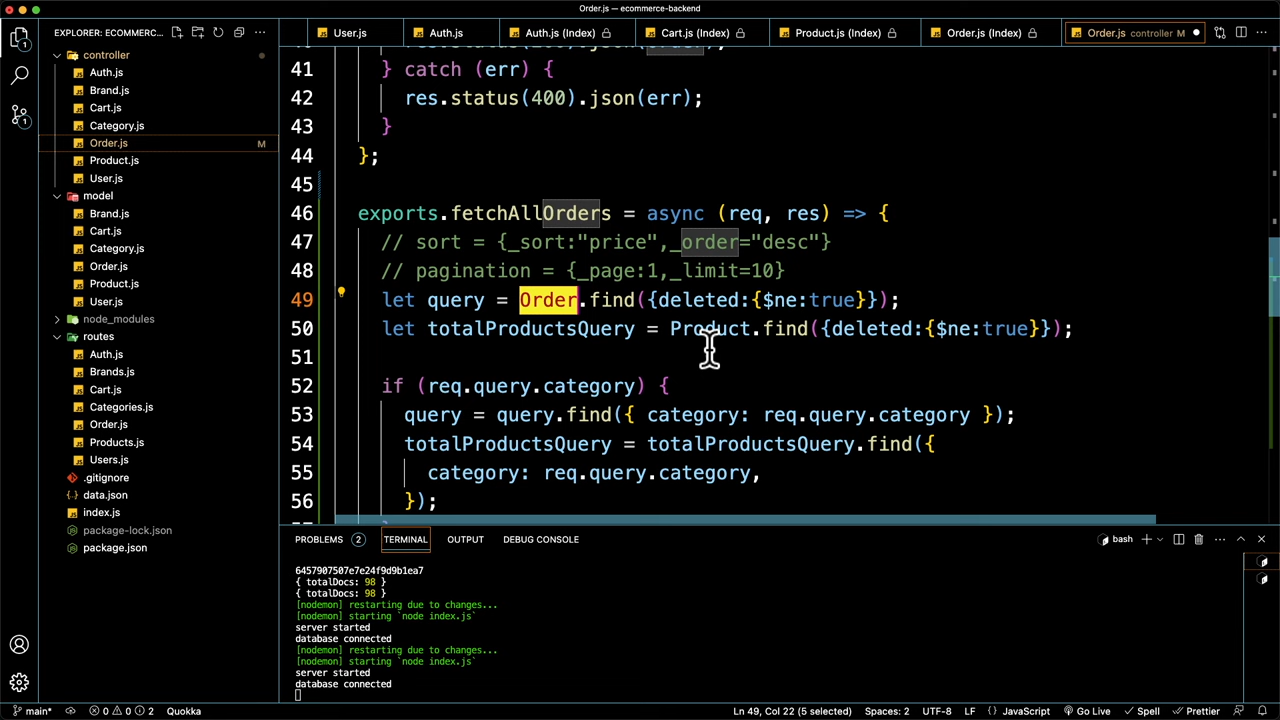 Order.js — ecommerce-backend
EXPLORER: ECOMMERC...
User.js
Auth.js
Auth.js (Index)
Cart.js (Index)
Product.js (Index)
Order.js (Index)
Order.js controller M
controller
Auth.js
Brand.js
Cart.js
Category.js
Order.js M
Product.js
User.js
model
Brand.js
Cart.js
Category.js
Order.js
Product.js
User.js
node_modules
routes
Auth.js
Brands.js
Cart.js
Categories.js
Order.js
Products.js
Users.js
.gitignore
data.json
index.js
package-lock.json
package.json
41 } catch (err) {
42 res.status(400).json(err);
43 }
44 };
45
46 exports.fetchAllOrders = async (req, res) => {
47 // sort = {_sort:"price",_order="desc"}
48 // pagination = {_page:1,_limit=10}
49 let query = Order.find({deleted:{$ne:true}});
50 let totalProductsQuery = Product.find({deleted:{$ne:true}});
51
52 if (req.query.category) {
53 query = query.find({ category: req.query.category });
54 totalProductsQuery = totalProductsQuery.find({
55 category: req.query.category,
56 });
PROBLEMS 2 TERMINAL OUTPUT DEBUG CONSOLE
bash
6457907507e7e24f9d9b1ea7
{ totalDocs: 98 }
{ totalDocs: 98 }
[nodemon] restarting due to changes...
[nodemon] starting `node index.js`
server started
database connected
[nodemon] restarting due to changes...
[nodemon] starting `node index.js`
server started
database connected
main* 0 0 2 Quokka
Ln 49, Col 22 (5 selected) Spaces: 2 UTF-8 LF {} JavaScript Go Live Spell Prettier